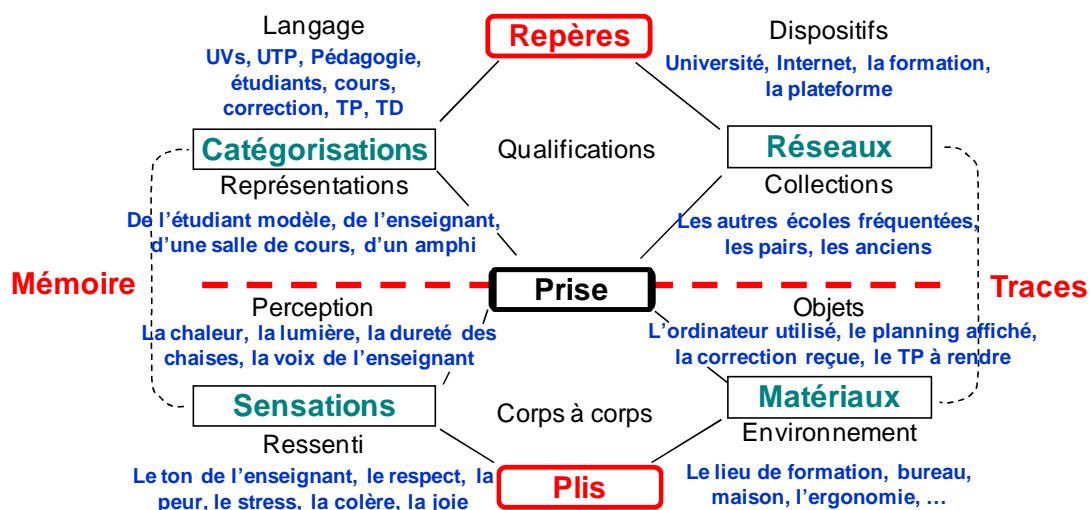 Langage
UVs, UTP, Pédagogie,
étudiants, cours,
correction, TP, TD
Repères
Dispositifs
Université, Internet, la formation,
la plateforme
Catégorisations
Qualifications
Réseaux
Représentations
Collections
De l'étudiant modèle, de l'enseignant,
d'une salle de cours, d'un amphi
Les autres écoles fréquentées,
les pairs, les anciens
Mémoire
Prise
Traces
Perception
Objets
La chaleur, la lumière, la dureté des
chaises, la voix de l'enseignant
L'ordinateur utilisé, le planning affiché,
la correction reçue, le TP à rendre
Sensations
Corps à corps
Matériaux
Ressenti
Environnement
Le ton de l'enseignant, le respect, la
peur, le stress, la colère, la joie
Plis
Le lieu de formation, bureau,
maison, l'ergonomie, …